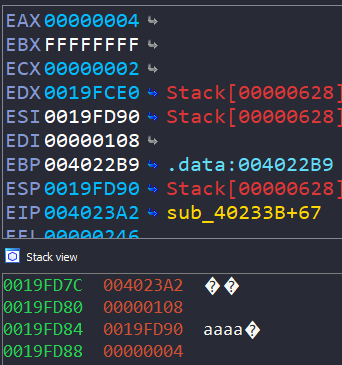 EAX 00000004
EBX FFFFFFFF
ECX 00000002
EDX 0019FCE0 Stack[00000628]
ESI 0019FD90 Stack[00000628]
EDI 00000108
EBP 004022B9 .data:004022B9
ESP 0019FD90 Stack[00000628]
EIP 004023A2 sub_40233B+67
EFL 00000246
Stack view
0019FD7C 004023A2 ��
0019FD80 00000108
0019FD84 0019FD90 aaaa�
0019FD88 00000004